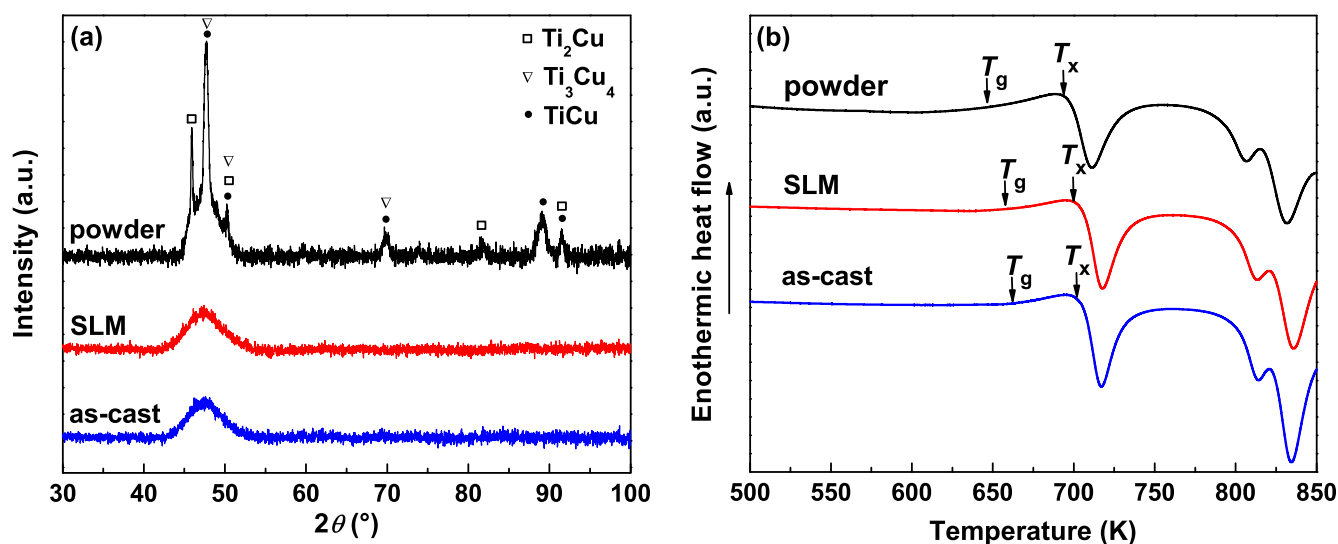 (a)
□ Ti2Cu
▽ Ti3Cu4
● TiCu
powder
SLM
as-cast
Intensity (a.u.)
30 40 50 60 70 80 90 100
2θ (°)
(b)
Tg Tx
powder
Tg Tx
SLM
Tg Tx
as-cast
Enothermic heat flow (a.u.)
500 550 600 650 700 750 800 850
Temperature (K)